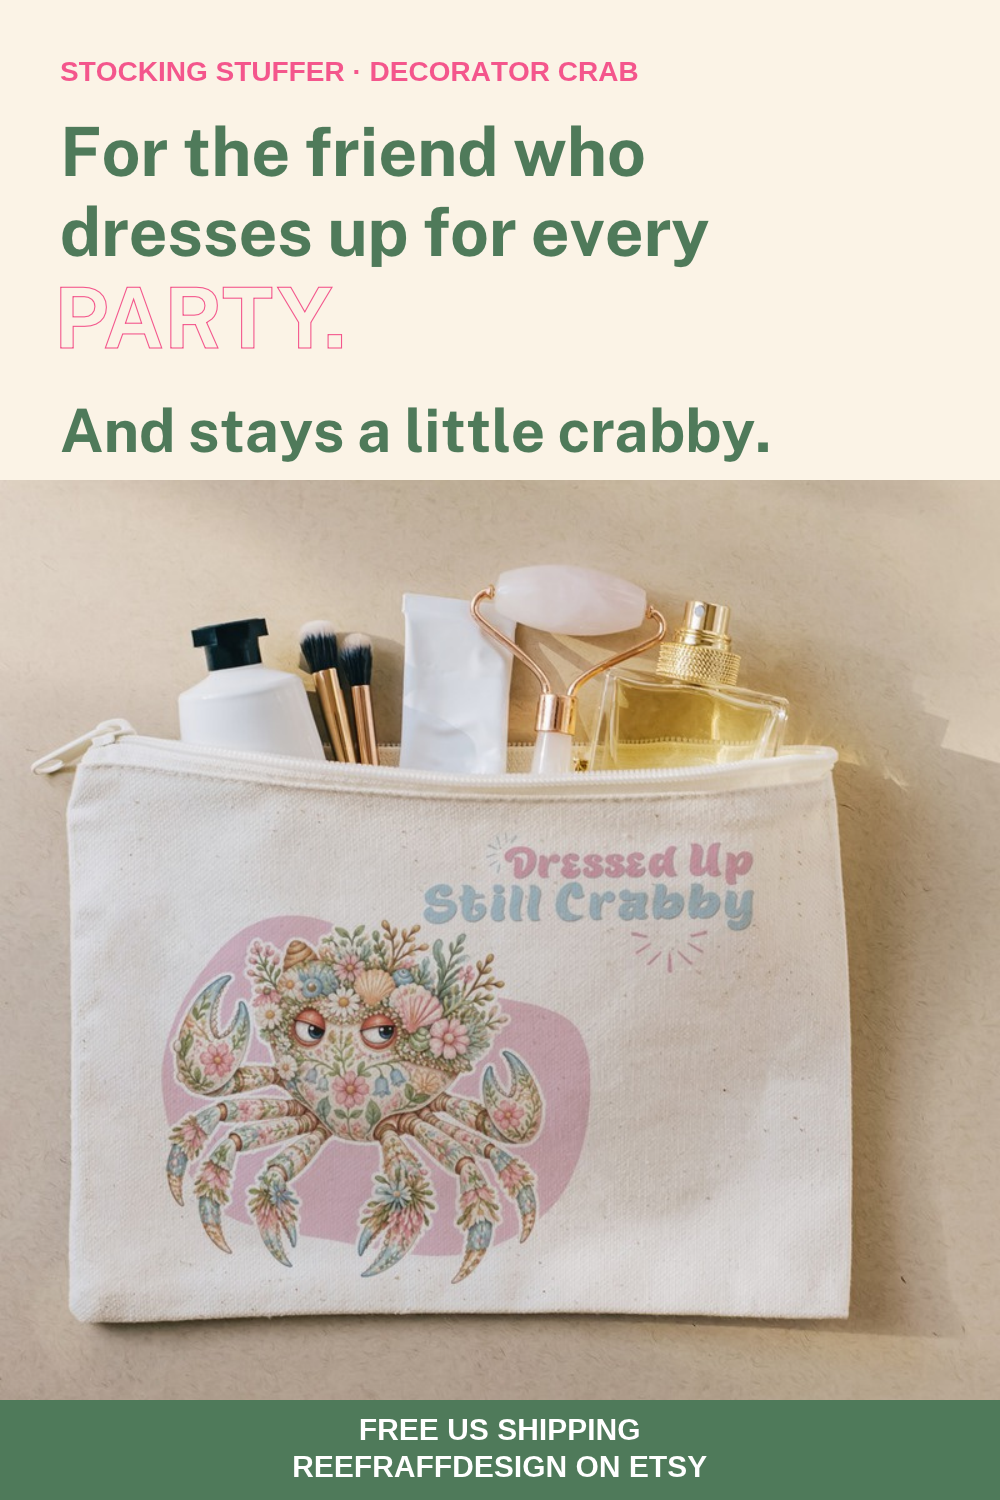 STOCKING STUFFER · DECORATOR CRAB
For the friend who
dresses up for every
PARTY.
And stays a little crabby.
Dressed Up
Still Crabby
FREE US SHIPPING
REEFRAFFDESIGN ON ETSY